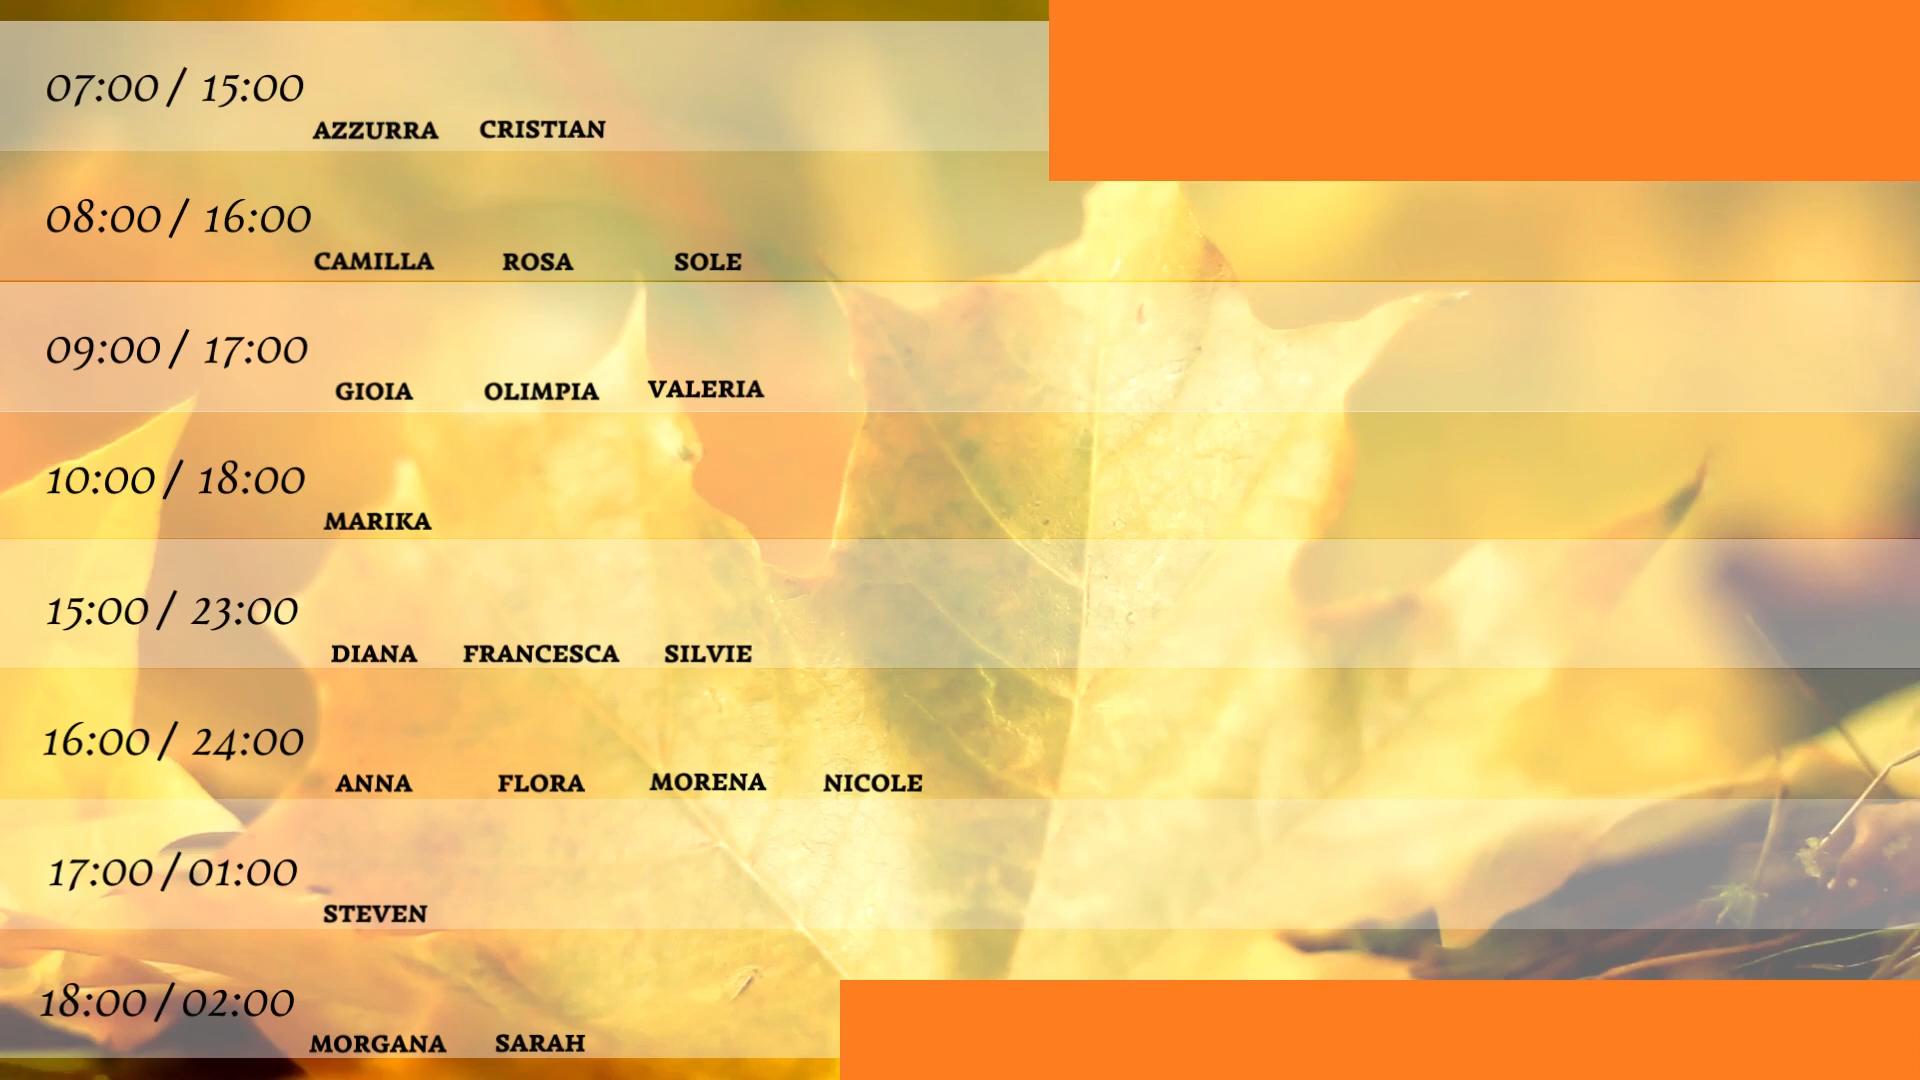 07:00 / 15:00
AZZURRA CRISTIAN
08:00 / 16:00
CAMILLA ROSA SOLE
09:00 / 17:00
GIOIA OLIMPIA VALERIA
10:00 / 18:00
MARIKA
15:00 / 23:00
DIANA FRANCESCA SILVIE
16:00 / 24:00
ANNA FLORA MORENA NICOLE
17:00 / 01:00
STEVEN
18:00 / 02:00
MORGANA SARAH